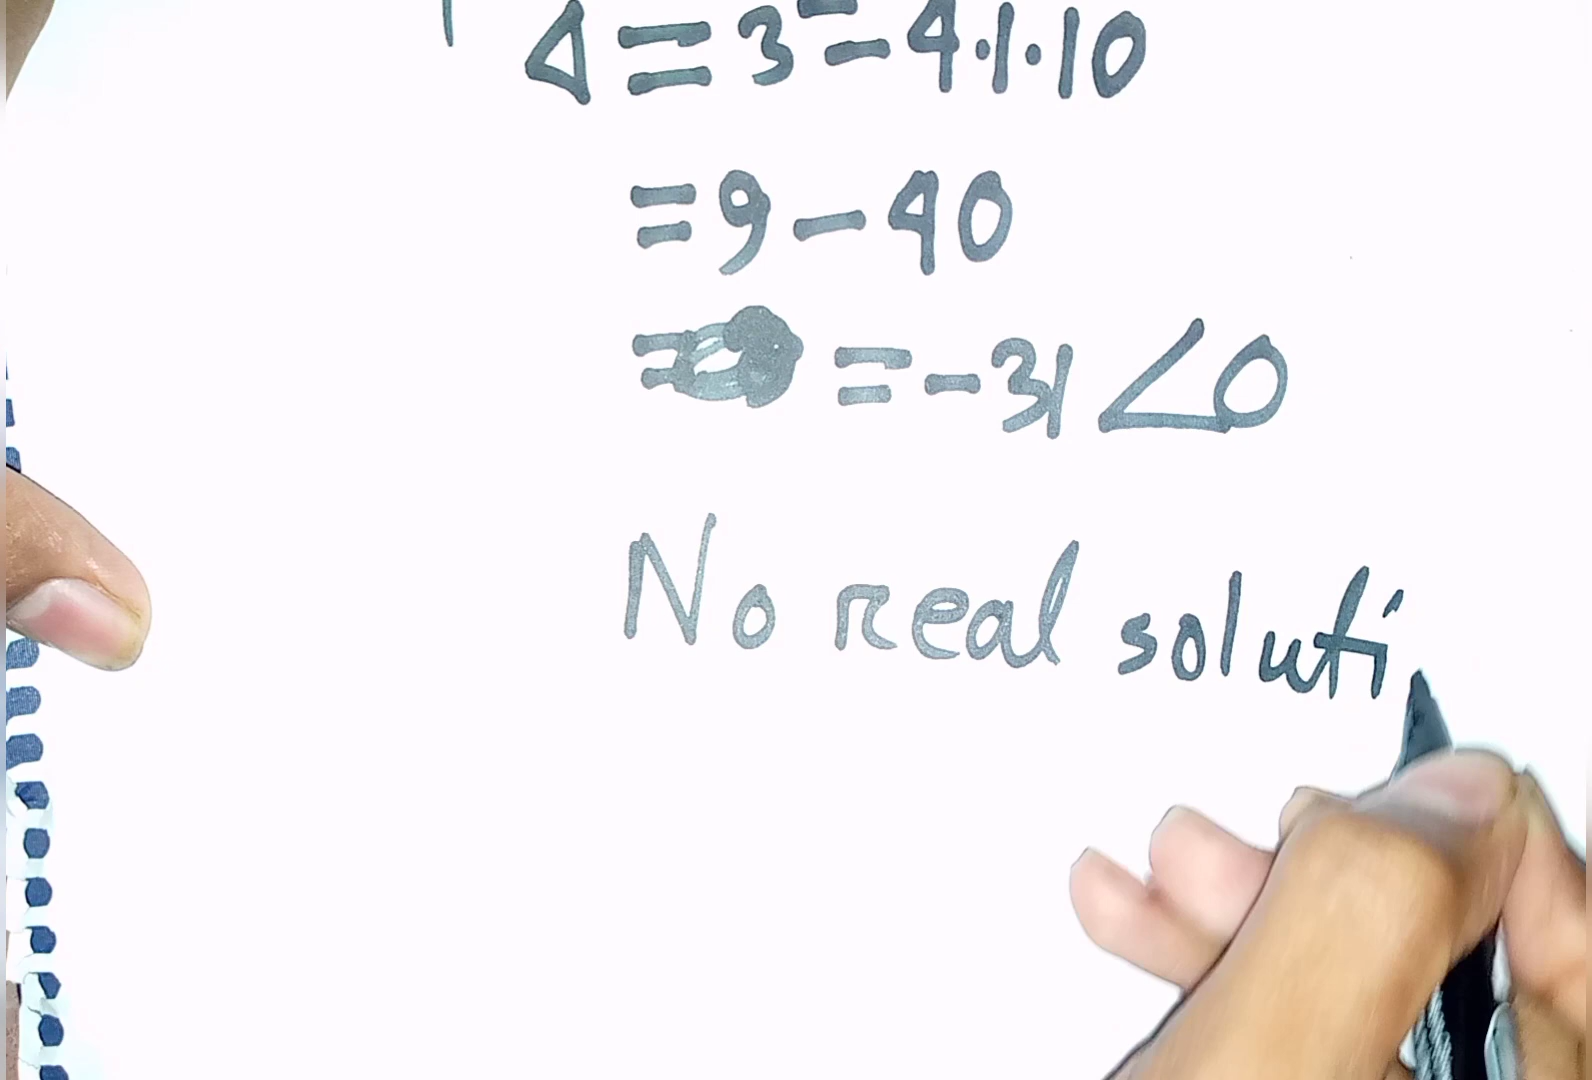 Δ = 3² - 4·1·10
= 9 - 40
= = - 31 < 0
No real soluti